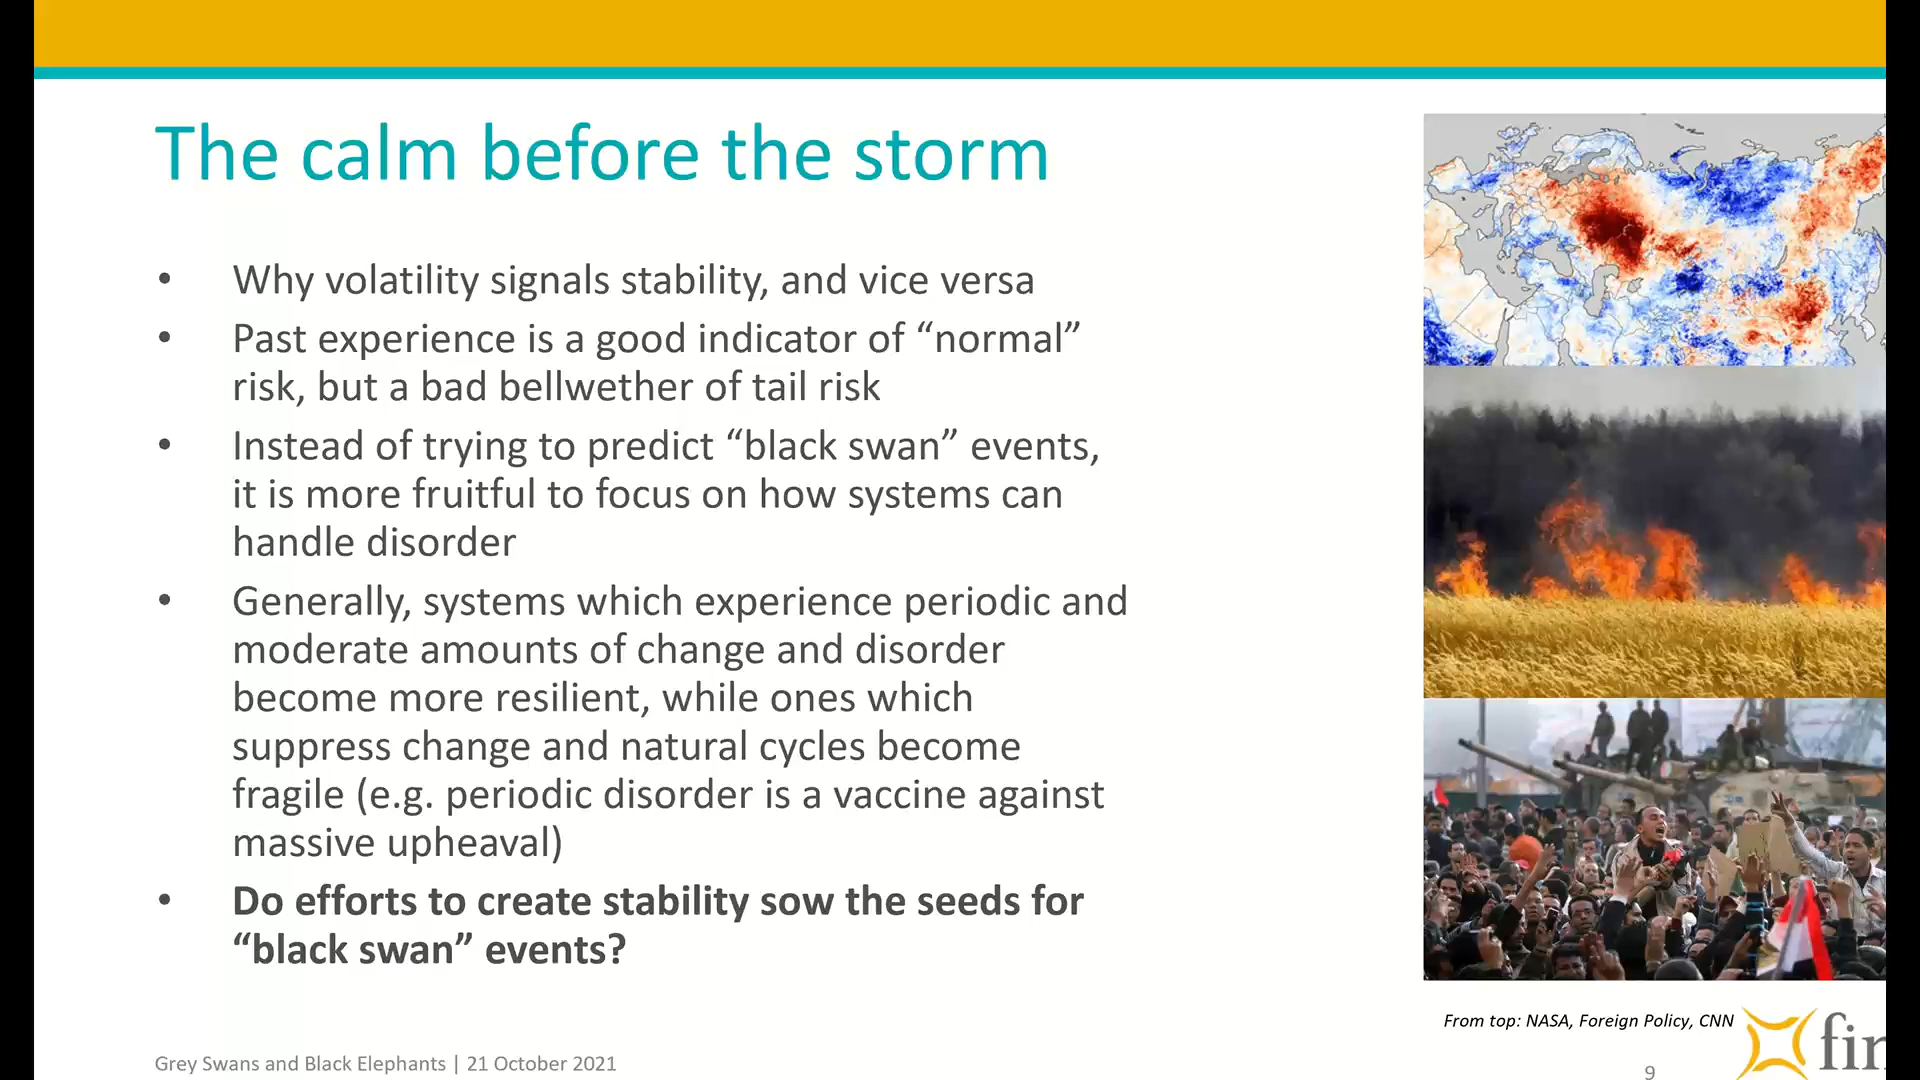 The calm before the storm
• Why volatility signals stability, and vice versa
• Past experience is a good indicator of “normal”
risk, but a bad bellwether of tail risk
• Instead of trying to predict “black swan” events,
it is more fruitful to focus on how systems can
handle disorder
• Generally, systems which experience periodic and
moderate amounts of change and disorder
become more resilient, while ones which
suppress change and natural cycles become
fragile (e.g. periodic disorder is a vaccine against
massive upheaval)
• Do efforts to create stability sow the seeds for
“black swan” events?
From top: NASA, Foreign Policy, CNN
Grey Swans and Black Elephants | 21 October 2021
9